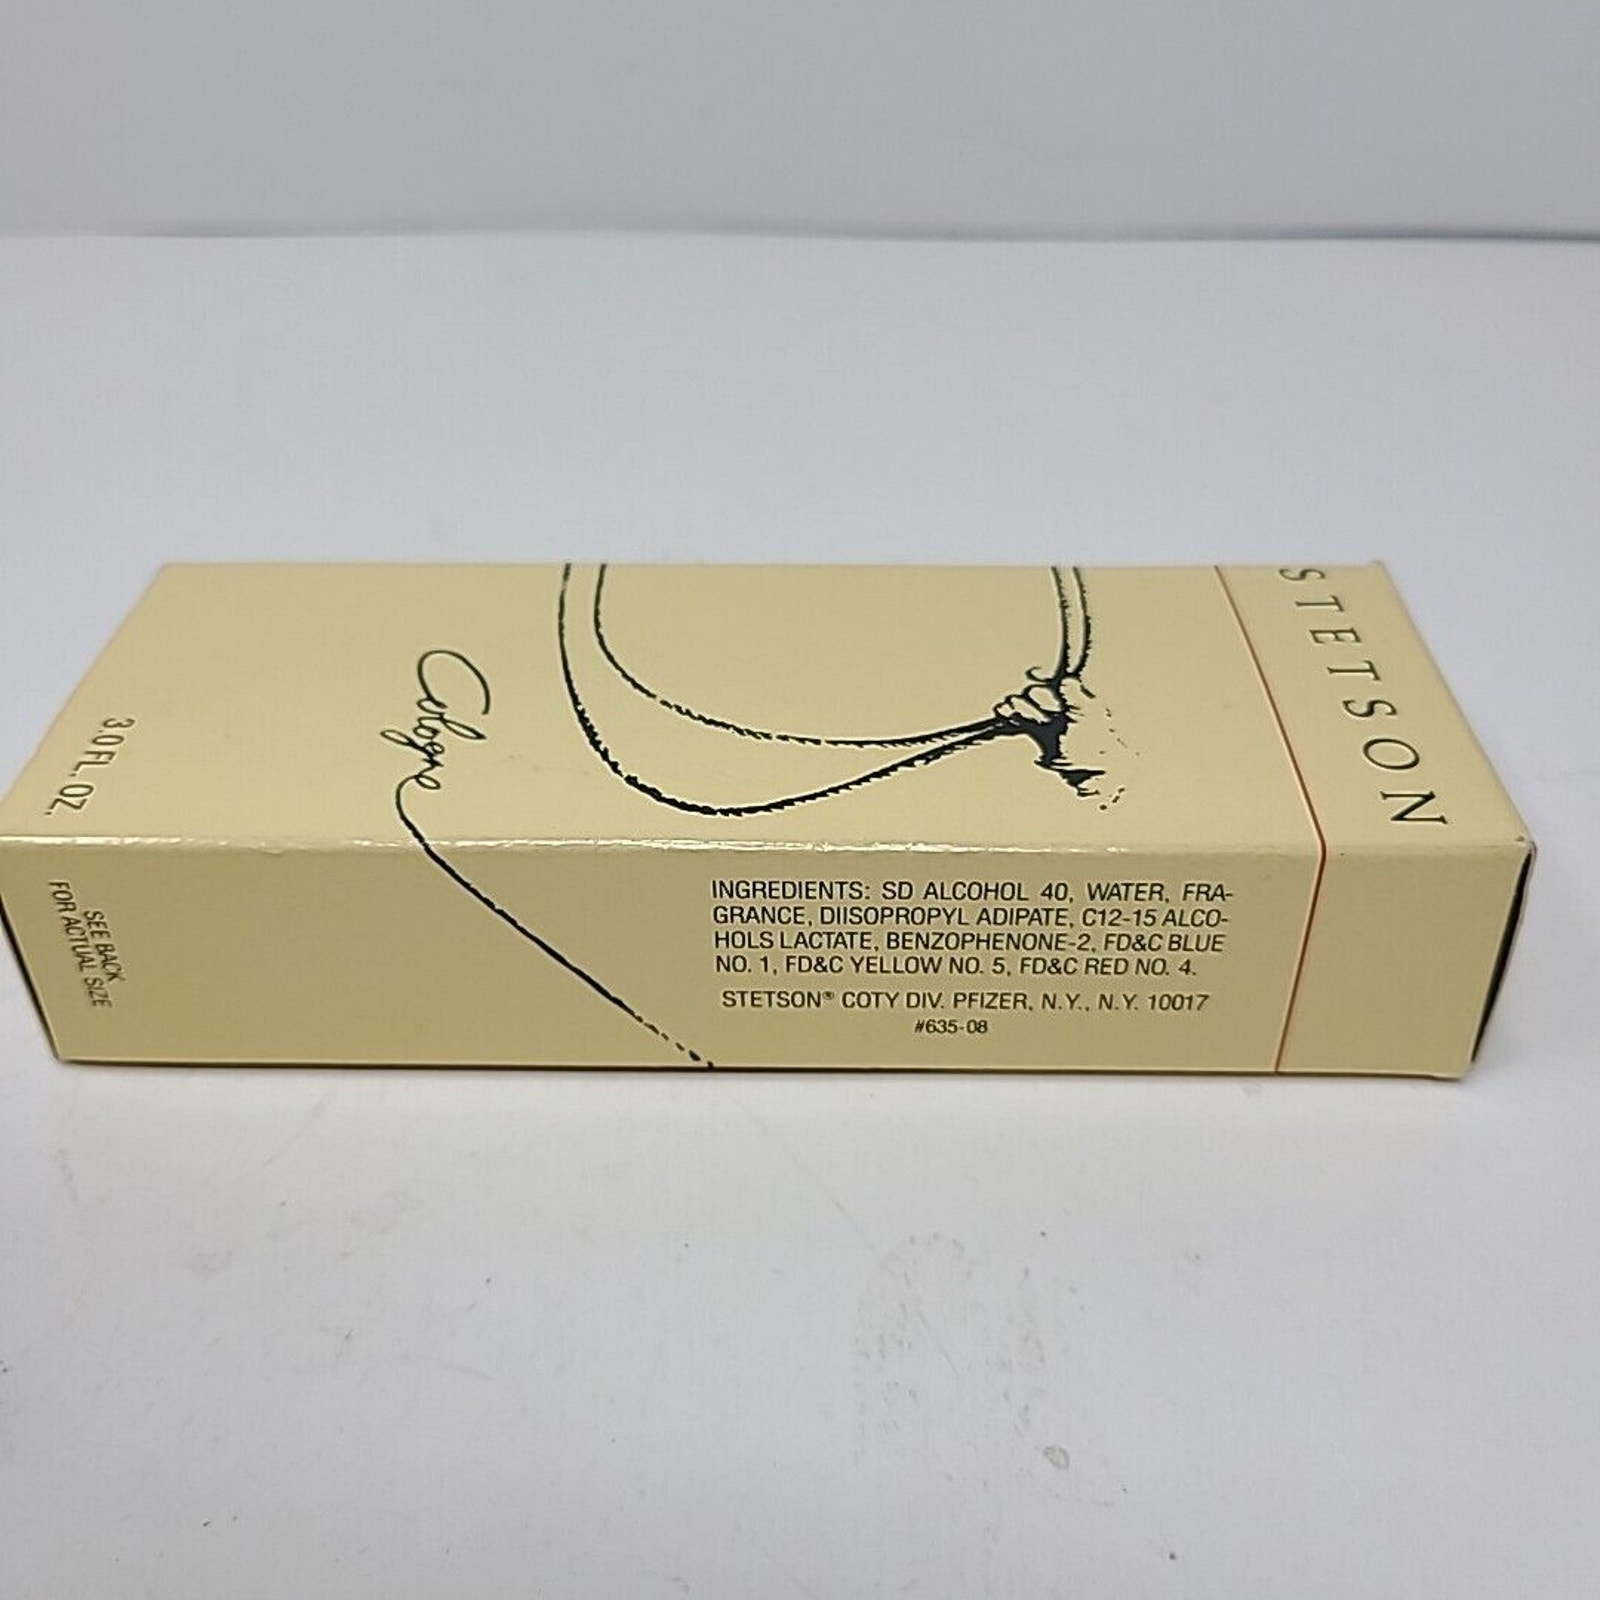 STETSON
Cologne
3.0 FL. OZ.
INGREDIENTS: SD ALCOHOL 40, WATER, FRA-
GRANCE, DIISOPROPYL ADIPATE, C12-15 ALCO-
HOLS LACTATE, BENZOPHENONE-2, FD&C BLUE
NO. 1, FD&C YELLOW NO. 5, FD&C RED NO. 4.
STETSON® COTY DIV. PFIZER, N.Y., N.Y. 10017
#635-08
SEE BACK
FOR ACTUAL SIZE